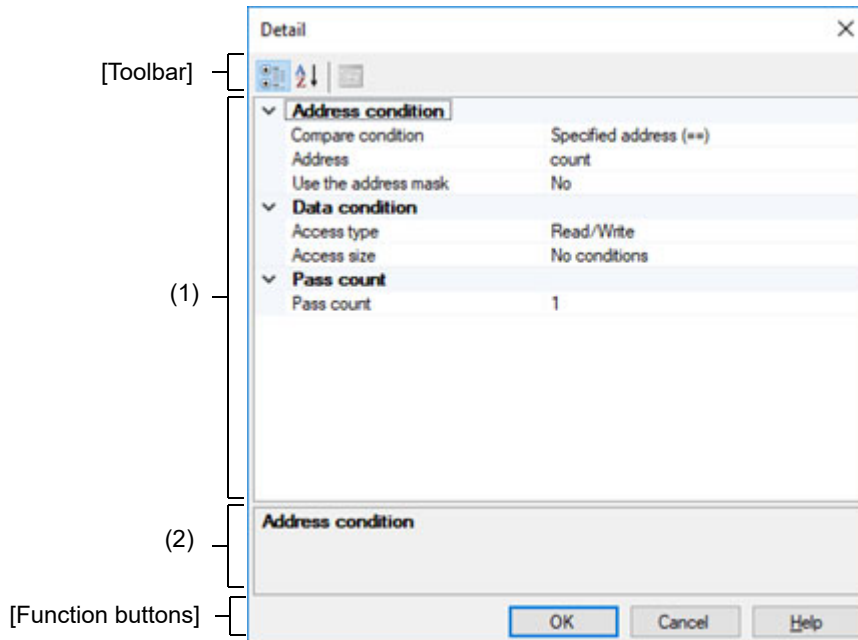 Detail
[Toolbar]
Address condition
Compare condition Specified address (==)
Address count
Use the address mask No
Data condition
Access type Read/Write
Access size No conditions
(1)
Pass count
Pass count 1
(2)
Address condition
[Function buttons]
OK Cancel Help